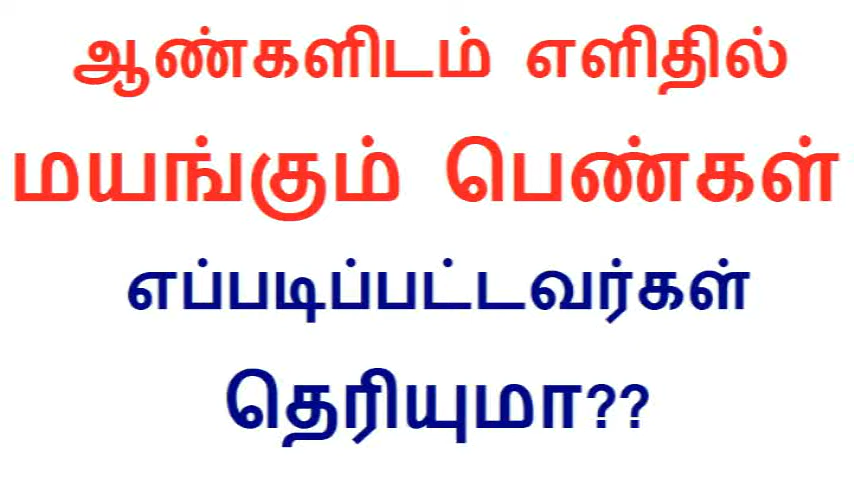 ஆண்களிடம் எளிதில்
மயங்கும் பெண்கள்
எப்படிப்பட்டவர்கள்
தெரியுமா??